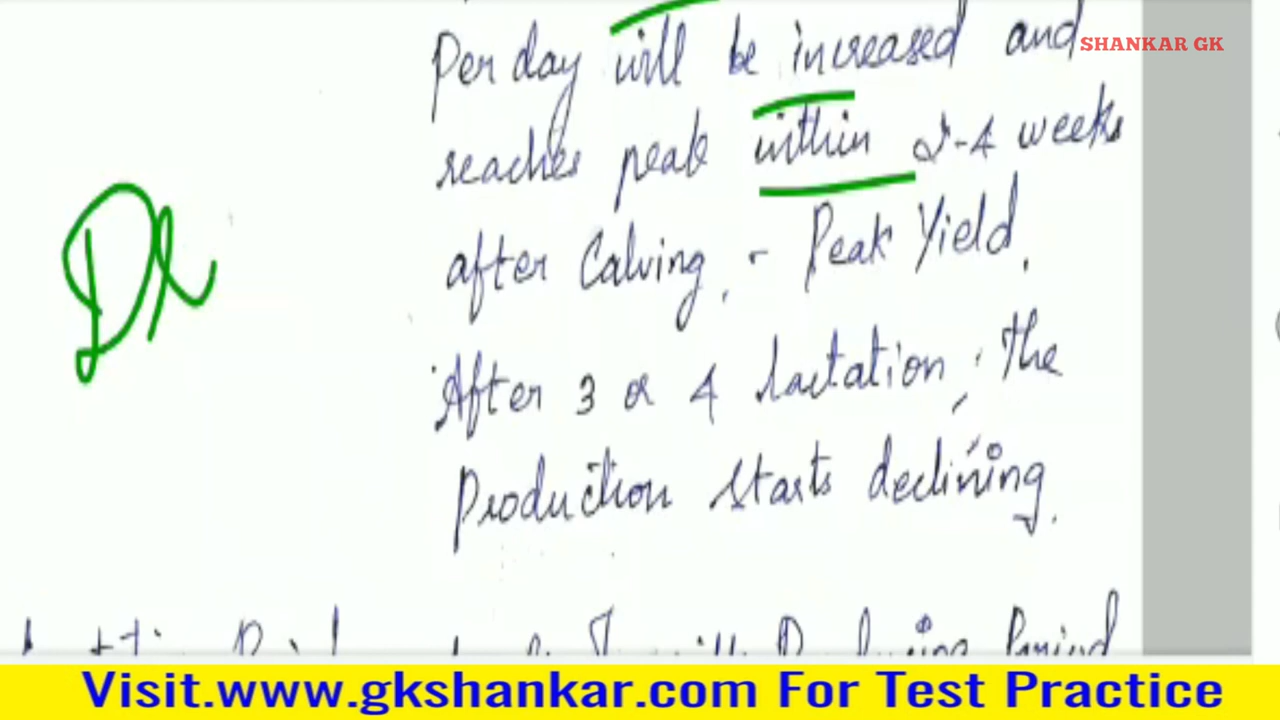 Per day will be increased and
SHANKAR GK
reaches peak within 2-4 weeks
after Calving, - Peak Yield.
After 3 or 4 lactation, the
Production starts declining.
Period
Visit.www.gkshankar.com For Test Practice